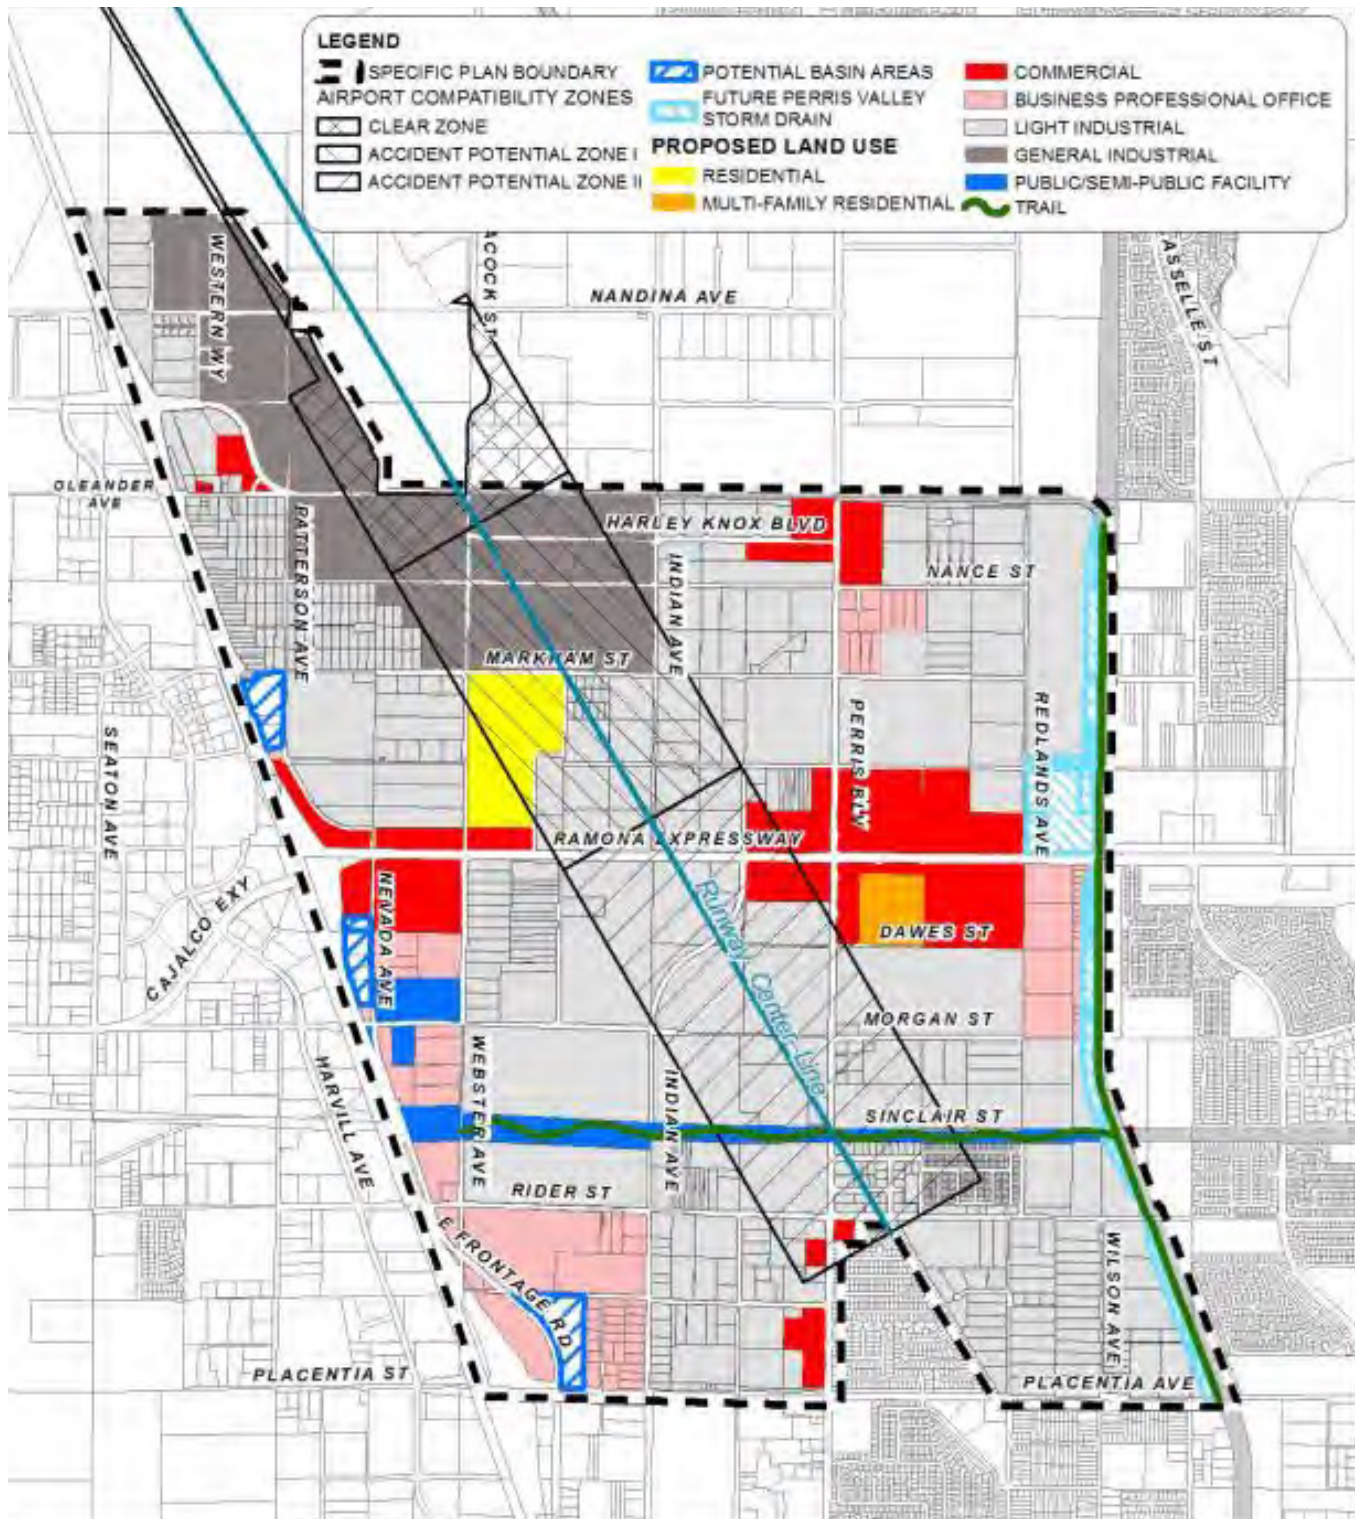 LEGEND
SPECIFIC PLAN BOUNDARY
AIRPORT COMPATIBILITY ZONES
CLEAR ZONE
ACCIDENT POTENTIAL ZONE I
ACCIDENT POTENTIAL ZONE II
POTENTIAL BASIN AREAS
FUTURE PERRIS VALLEY
STORM DRAIN
PROPOSED LAND USE
RESIDENTIAL
MULTI-FAMILY RESIDENTIAL
COMMERCIAL
BUSINESS PROFESSIONAL OFFICE
LIGHT INDUSTRIAL
GENERAL INDUSTRIAL
PUBLIC/SEMI-PUBLIC FACILITY
TRAIL
WESTERN WY
ACOCK ST
NANDINA AVE
ASSELLE ST
OLEANDER
AVE
PATTERSON AVE
HARLEY KNOX BLVD
INDIAN AVE
NANCE ST
MARKHAM ST
SEATON AVE
PERRIS BLV
REDLANDS AVE
RAMONA EXPRESSWAY
NEVADA AVE
CAJALCO EXY
Runway Center Line
DAWES ST
MORGAN ST
HARVILL AVE
WEBSTER AVE
INDIAN AVE
SINCLAIR ST
RIDER ST
E FRONTAGE RD
WILSON AVE
PLACENTIA ST
PLACENTIA AVE